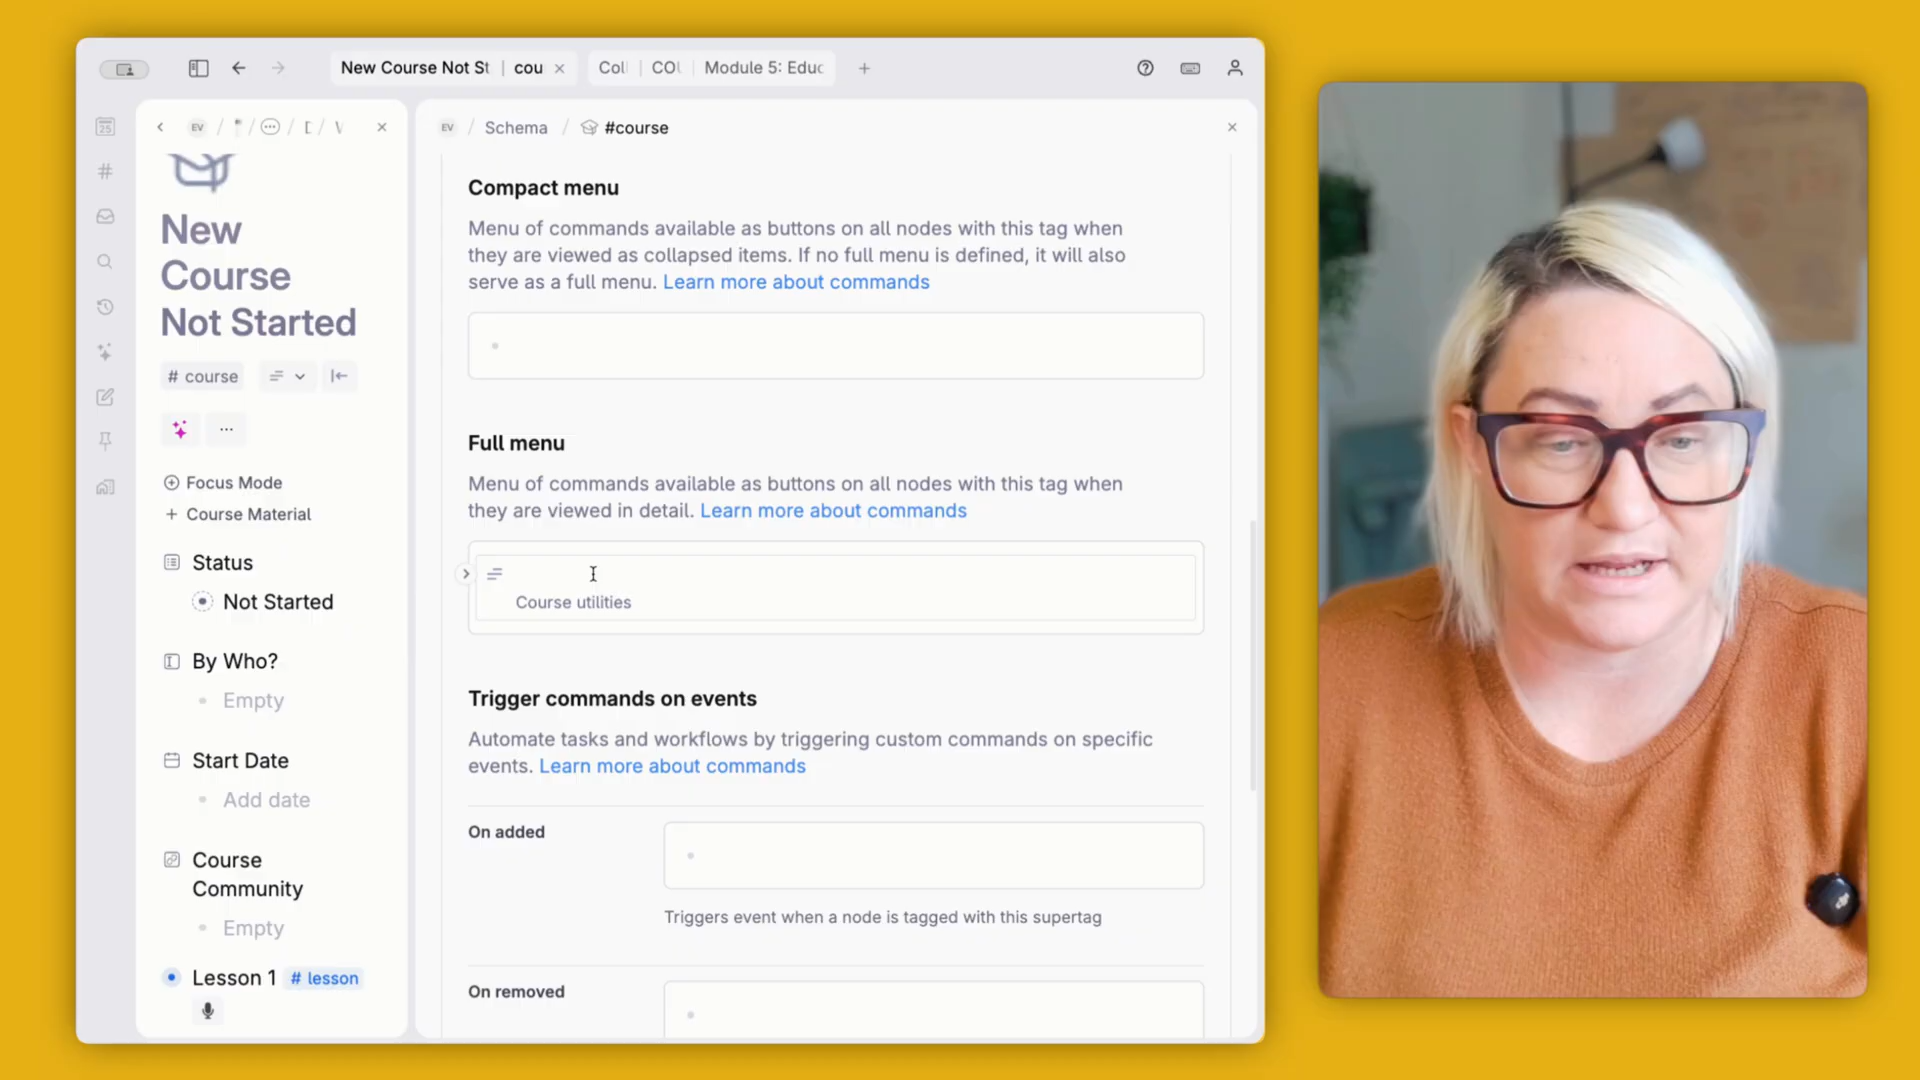 New Course Not St | cou
Col
COU
Module 5: Educ
25
EV / / / /
New
Course
Not Started
# course
Focus Mode
+ Course Material
Status
Not Started
By Who?
Empty
Start Date
Add date
Course
Community
Empty
Lesson 1 # lesson
EV / Schema / #course
Compact menu
Menu of commands available as buttons on all nodes with this tag when
they are viewed as collapsed items. If no full menu is defined, it will also
serve as a full menu. Learn more about commands
Full menu
Menu of commands available as buttons on all nodes with this tag when
they are viewed in detail. Learn more about commands
Course utilities
Trigger commands on events
Automate tasks and workflows by triggering custom commands on specific
events. Learn more about commands
On added
Triggers event when a node is tagged with this supertag
On removed